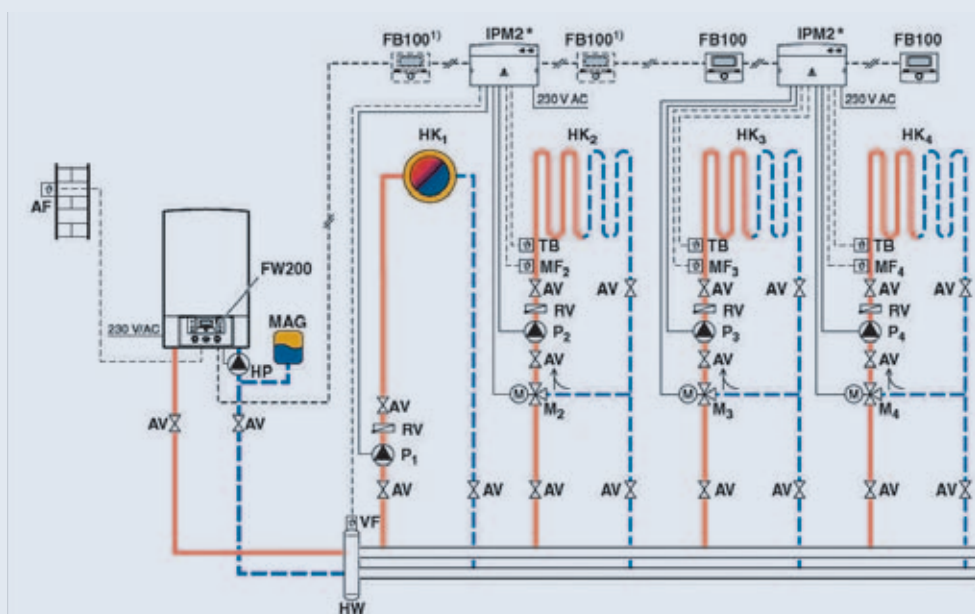 FB100¹⁾ IPM2* FB100¹⁾ FB100 IPM2* FB100
230 V AC 230 V AC
HK₁ HK₂ HK₃ HK₄
AF
TB TB TB
MF₂ MF₃ MF₄
FW200
AV AV AV AV AV
RV RV RV
MAG
230 V/AC
P₂ P₃ P₄
HP
AV AV AV
M M M
AV M₂ M₃ M₄
AV AV
RV
P₁
AV AV AV AV AV AV AV AV
VF
HW